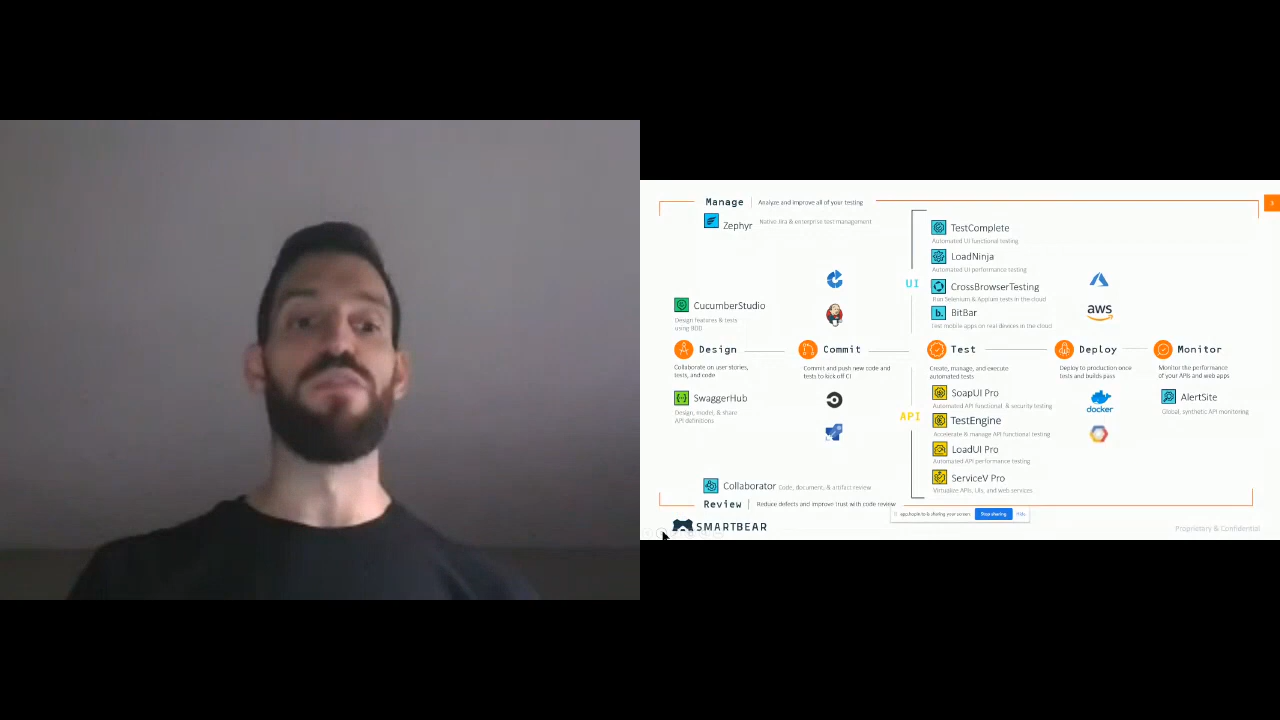 Manage
Analyze and improve all of your testing
3
Zephyr
Native Jira & enterprise test management
CucumberStudio
Design features & tests
using BDD
Design
Collaborate on user stories,
tests, and code
SwaggerHub
Design, model, & share
API definitions
Commit
Commit and push new code and
tests to kick off CI
UI
TestComplete
Automated UI functional testing
LoadNinja
Automated UI performance testing
CrossBrowserTesting
Run Selenium & Appium tests in the cloud
b.
BitBar
Test mobile apps on real devices in the cloud
Test
Create, manage, and execute
automated tests
API
SoapUI Pro
Automated functional, & security testing
TestEngine
Accelerate & manage API functional testing
LoadUI Pro
Automated API performance testing
ServiceV Pro
Virtualize APIs, UIs, and web services
aws
Deploy
Deploy to production once
tests and builds pass
docker
Monitor
Monitor the performance
of your APIs and web apps
AlertSite
Global, synthetic API monitoring
Collaborator
Code, document, & artifact review
Review
Reduce defects and improve trust with code review
is sharing your screen.
Stop sharing
Hide
SMARTBEAR
Proprietary & Confidential